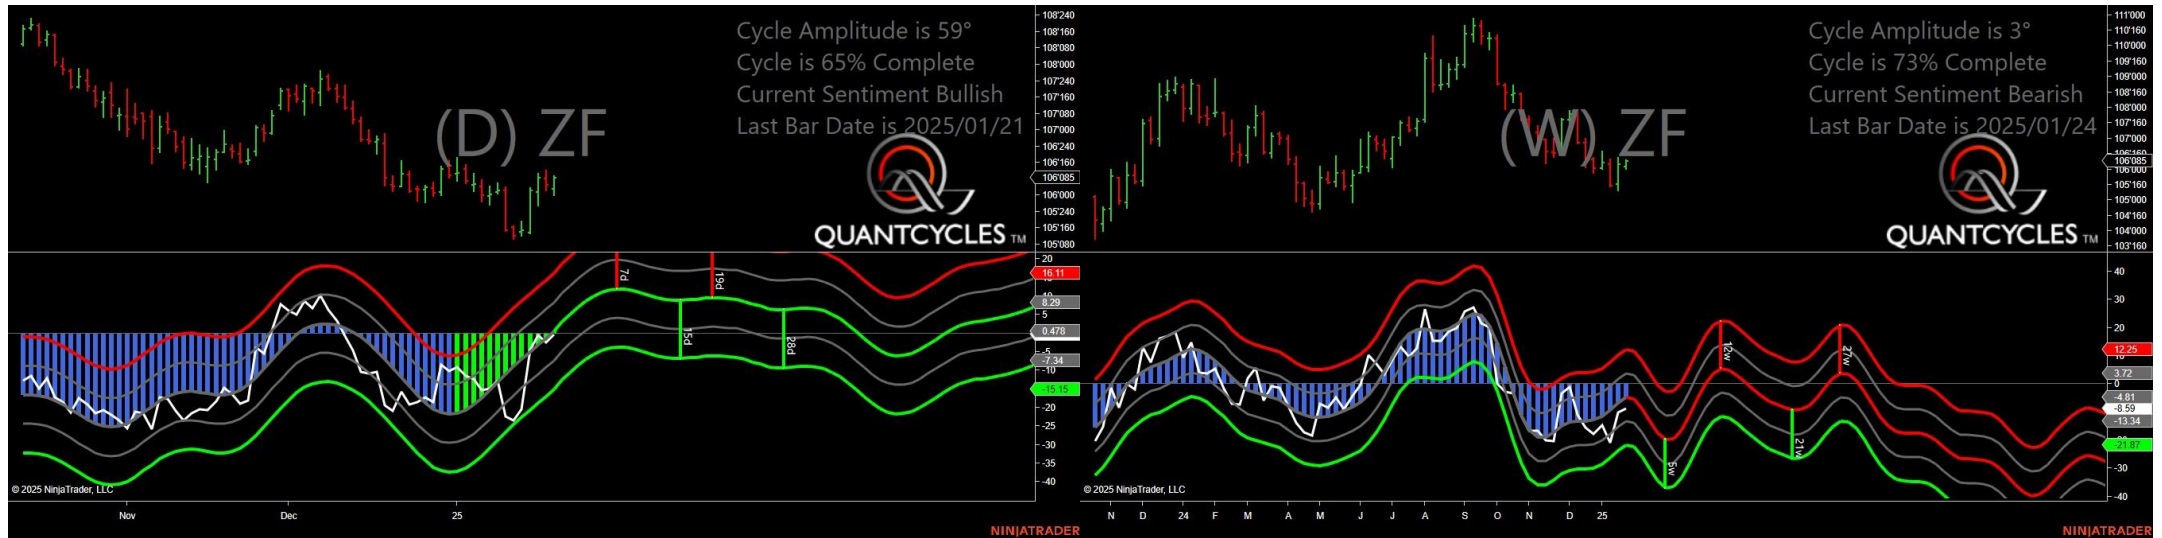 Cycle Amplitude is 59°
Cycle is 65% Complete
Current Sentiment Bullish
Last Bar Date is 2025/01/21
(D) ZF
QUANTCYCLES TM
108'240
108'160
108'080
108'000
107'240
107'160
107'080
107'000
106'240
106'160
106'085
106'000
105'240
105'160
105'080
20
16.11
8.29
5
0.478
-5
-7.34
-10
-15.15
-20
-25
-30
-35
-40
7d
19d
15d
28d
© 2025 NinjaTrader, LLC
Nov
Dec
25
NINJATRADER
Cycle Amplitude is 3°
Cycle is 73% Complete
Current Sentiment Bearish
Last Bar Date is 2025/01/24
(W) ZF
QUANTCYCLES TM
111'000
110'160
110'000
109'160
109'000
108'160
108'000
107'160
107'000
106'160
106'085
106'000
105'160
105'000
104'160
104'000
103'160
40
30
20
12.25
3.72
0
-4.81
-8.59
-13.34
-21.87
-30
-40
12w
27w
5w
21w
© 2025 NinjaTrader, LLC
N
D
24
F
M
A
M
J
J
A
S
O
N
D
25
NINJATRADER